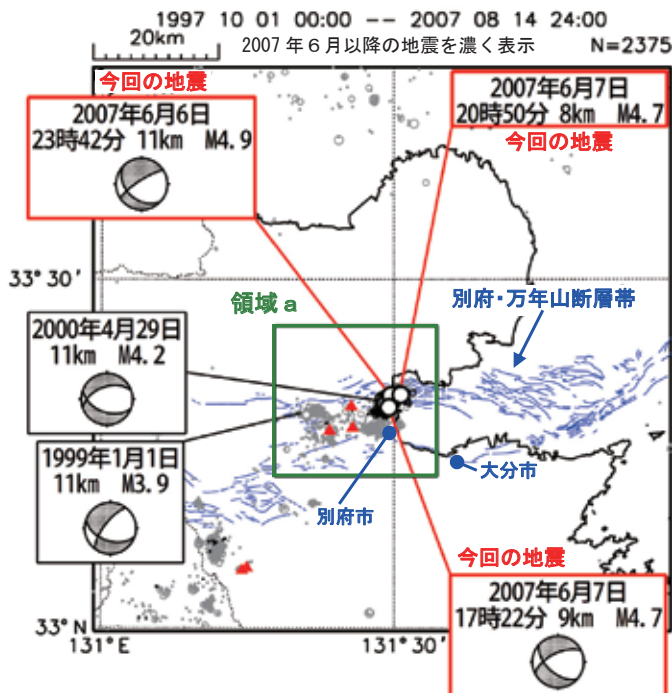 1997 10 01 00:00 -- 2007 08 14 24:00
20km
2007年６月以降の地震を濃く表示
N=2375
今回の地震
2007年6月6日
23時42分 11km M4.9
2007年6月7日
20時50分 8km M4.7
今回の地震
33°30'
領域ａ
別府・万年山断層帯
2000年4月29日
11km M4.2
1999年1月1日
11km M3.9
別府市
大分市
今回の地震
2007年6月7日
17時22分 9km M4.7
33°N
131°E
131°30'